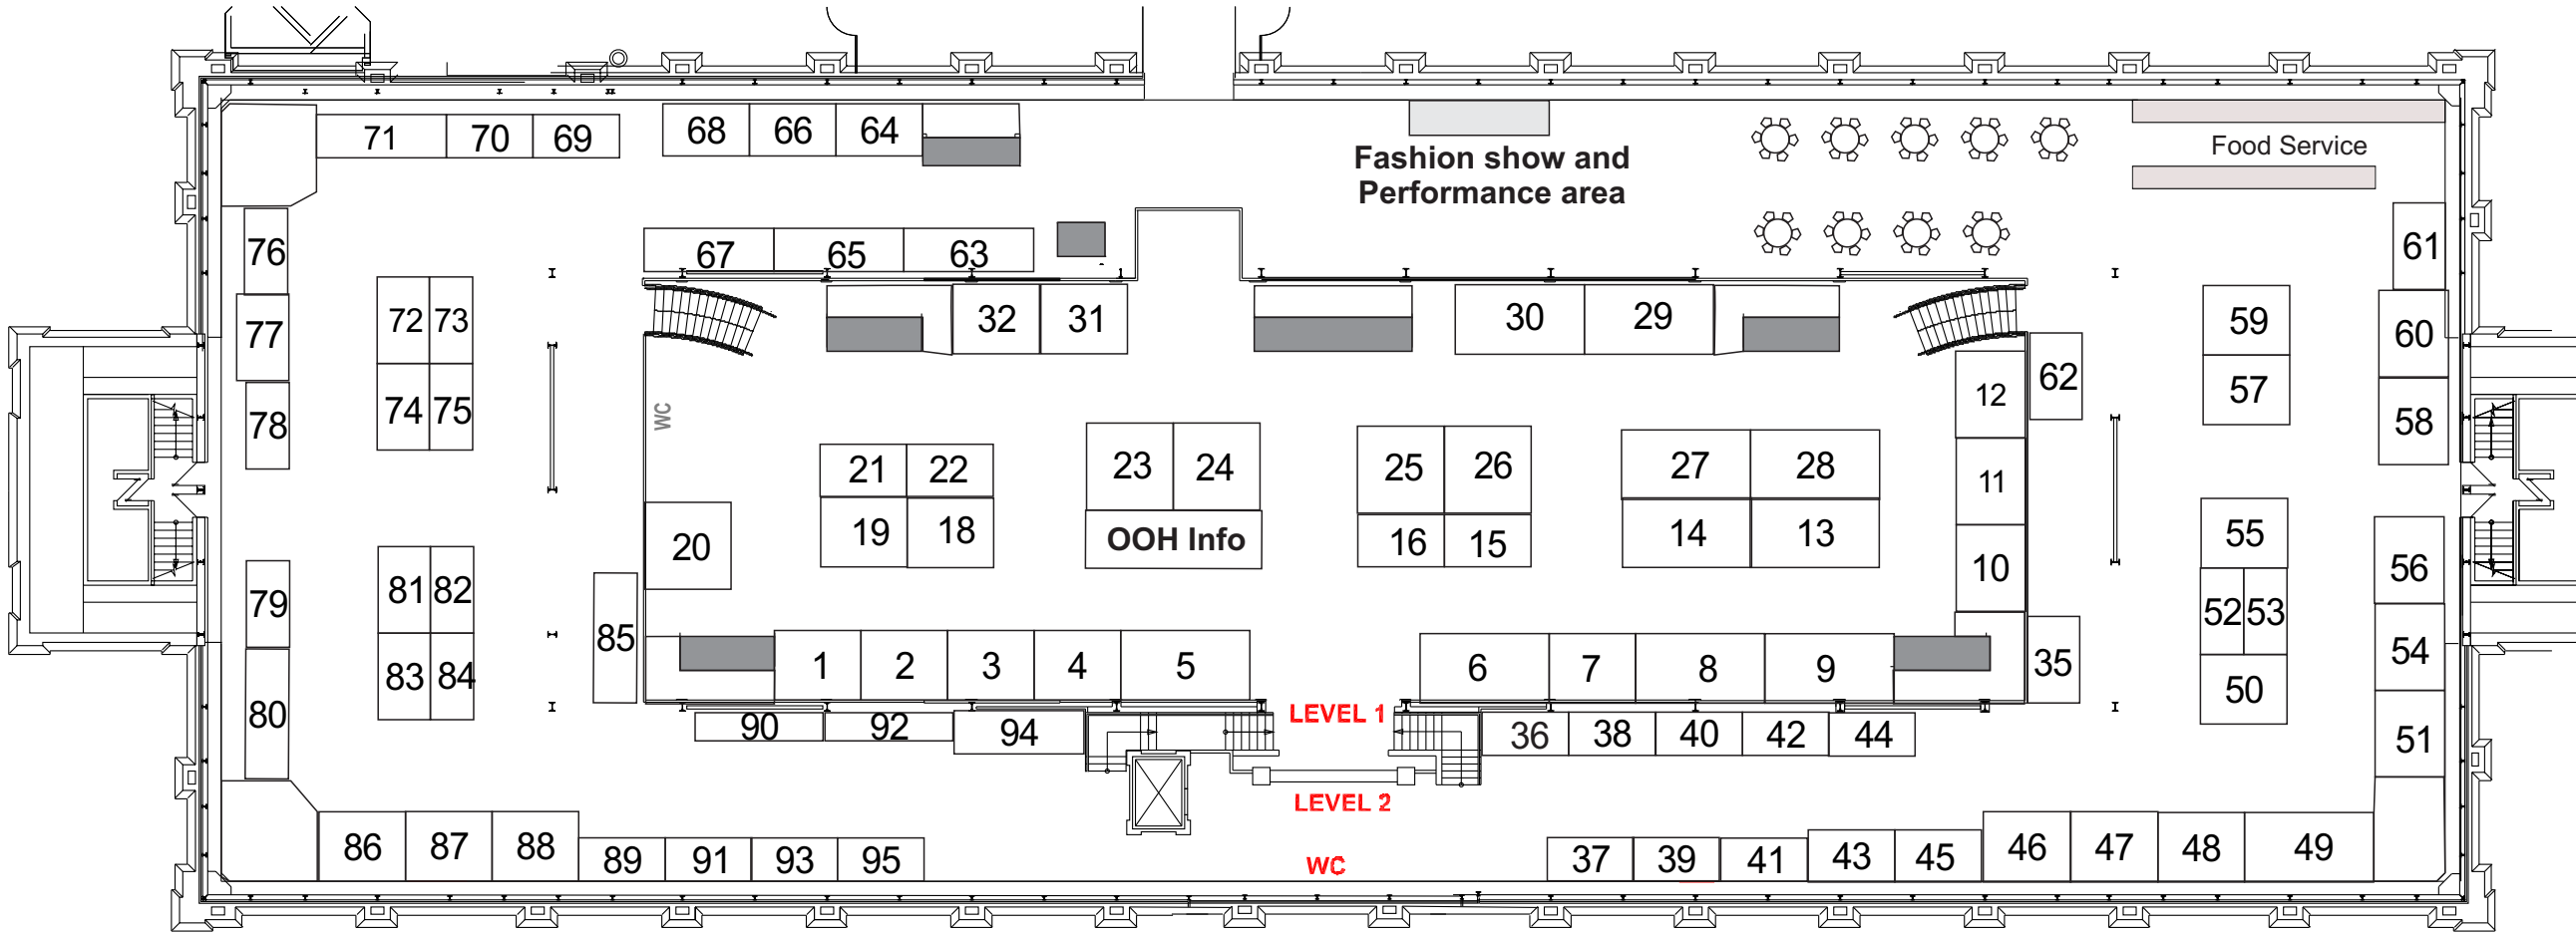 71 70 69 68 66 64
Fashion show and
Performance area
Food Service
76 67 65 63 61
72 73 32 31 30 29 59
77 60
62
74 75 12 57
78 WC 58
21 22 23 24 25 26 27 28 11
20 19 18 OOH Info 16 15 14 13 10 55
79 81 82 56
85 52 53
83 84 1 2 3 4 5 6 7 8 9 35 54
50
80 90 92 94 LEVEL 1 36 38 40 42 44 51
LEVEL 2
86 87 88 89 91 93 95 WC 37 39 41 43 45 46 47 48 49